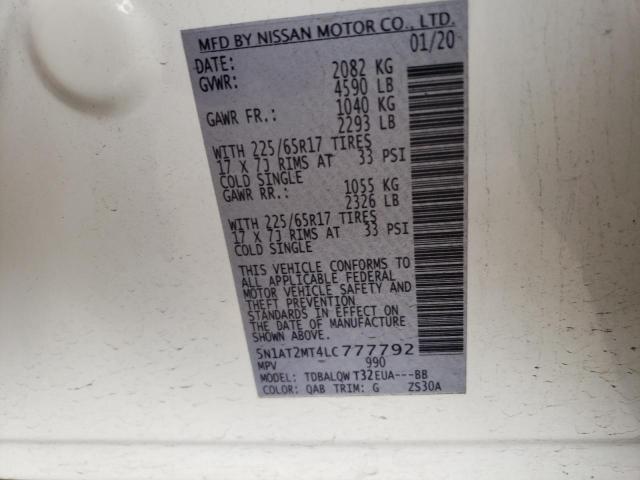 MFD BY NISSAN MOTOR CO., LTD.
DATE: 01/20
GVWR: 2082 KG
4590 LB
GAWR FR.: 1040 KG
2293 LB
WITH 225/65R17 TIRES
17 X 7J RIMS AT 33 PSI
COLD SINGLE
GAWR RR.: 1055 KG
2326 LB
WITH 225/65R17 TIRES
17 X 7J RIMS AT 33 PSI
COLD SINGLE
THIS VEHICLE CONFORMS TO
ALL APPLICABLE FEDERAL
MOTOR VEHICLE SAFETY AND
THEFT PREVENTION
STANDARDS IN EFFECT ON
THE DATE OF MANUFACTURE
SHOWN ABOVE.
5N1AT2MT4LC777792
MPV 990
MODEL: TDBALQW T32EUA---BB
COLOR: QAB TRIM: G ZS30A